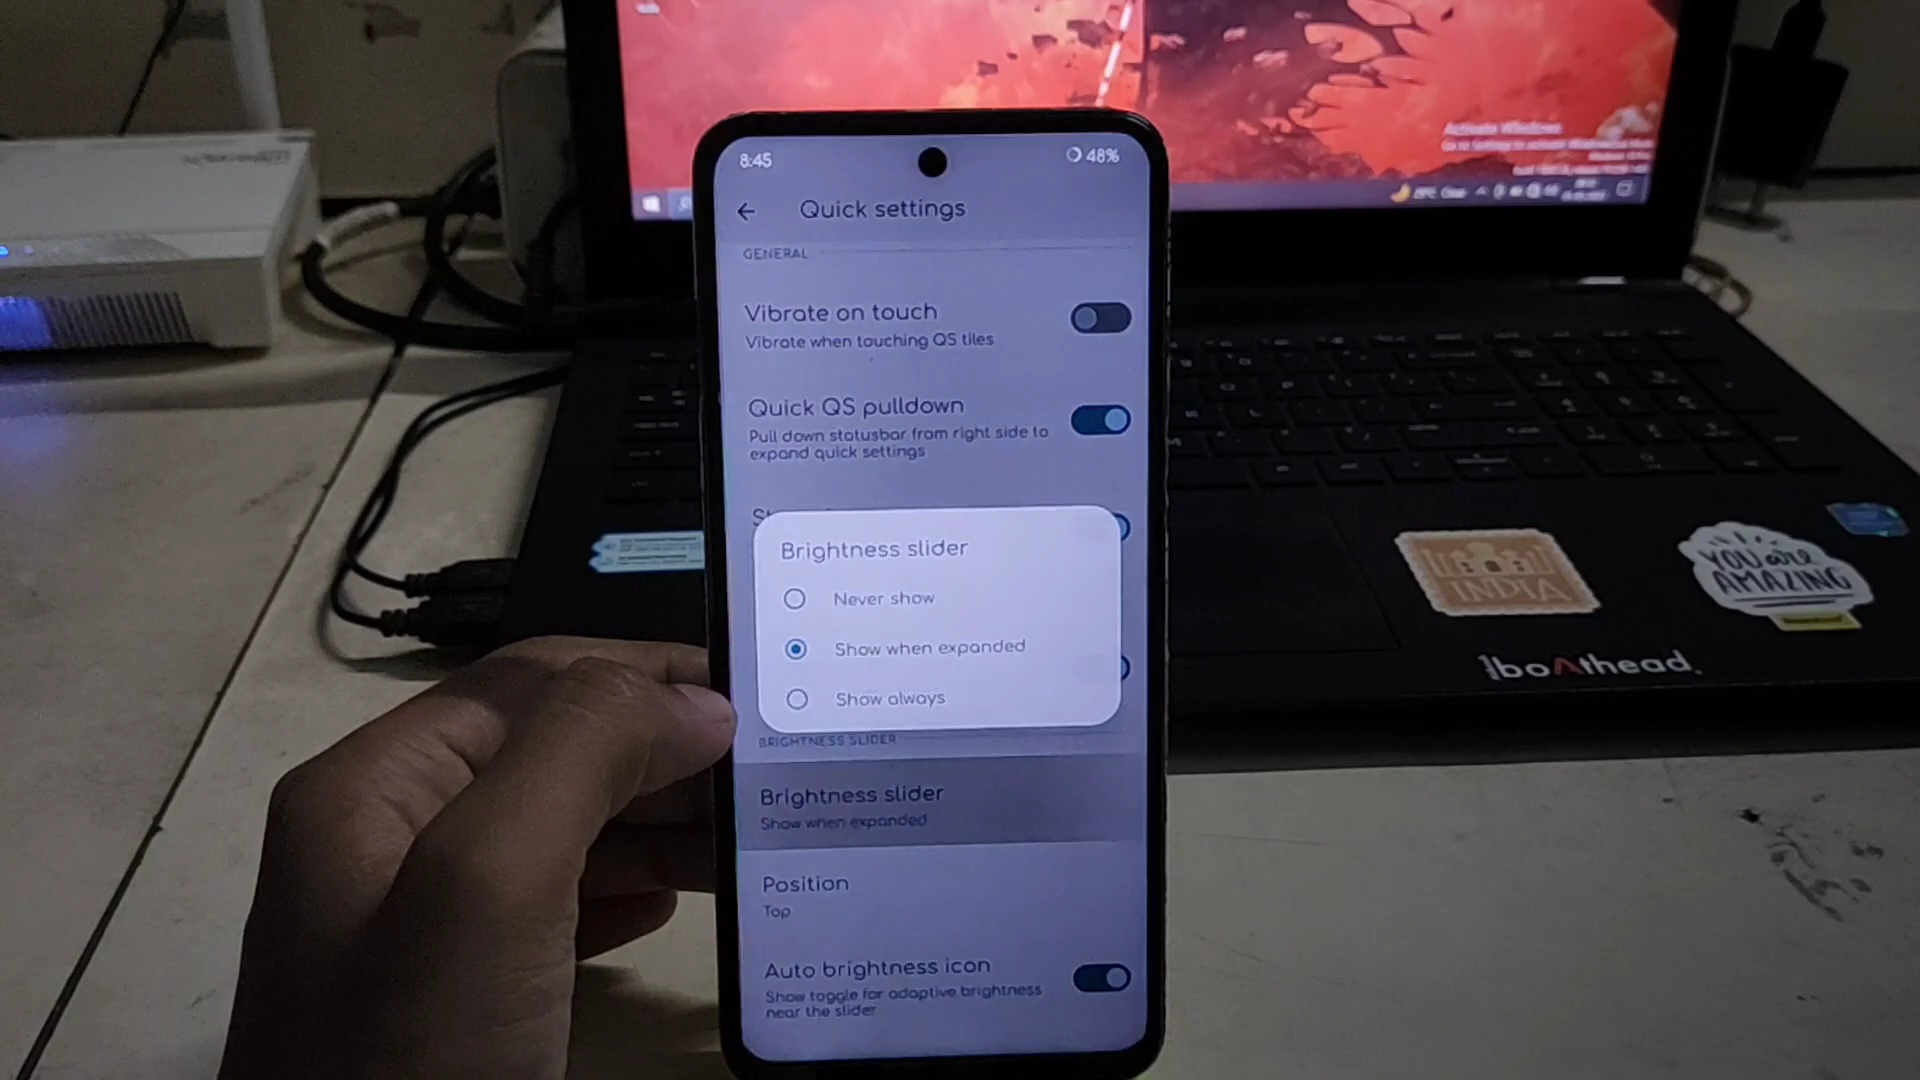 Activate Windows
8:45
48%
Quick settings
GENERAL
Vibrate on touch
Vibrate when touching QS tiles
Quick QS pulldown
Pull down statusbar from right side to
expand quick settings
Brightness slider
Never show
Show when expanded
Show always
BRIGHTNESS SLIDER
Brightness slider
Show when expanded
Position
Top
Auto brightness icon
Show toggle for adaptive brightness
near the slider
INDIA
YOU are
AMAZING
boAthead